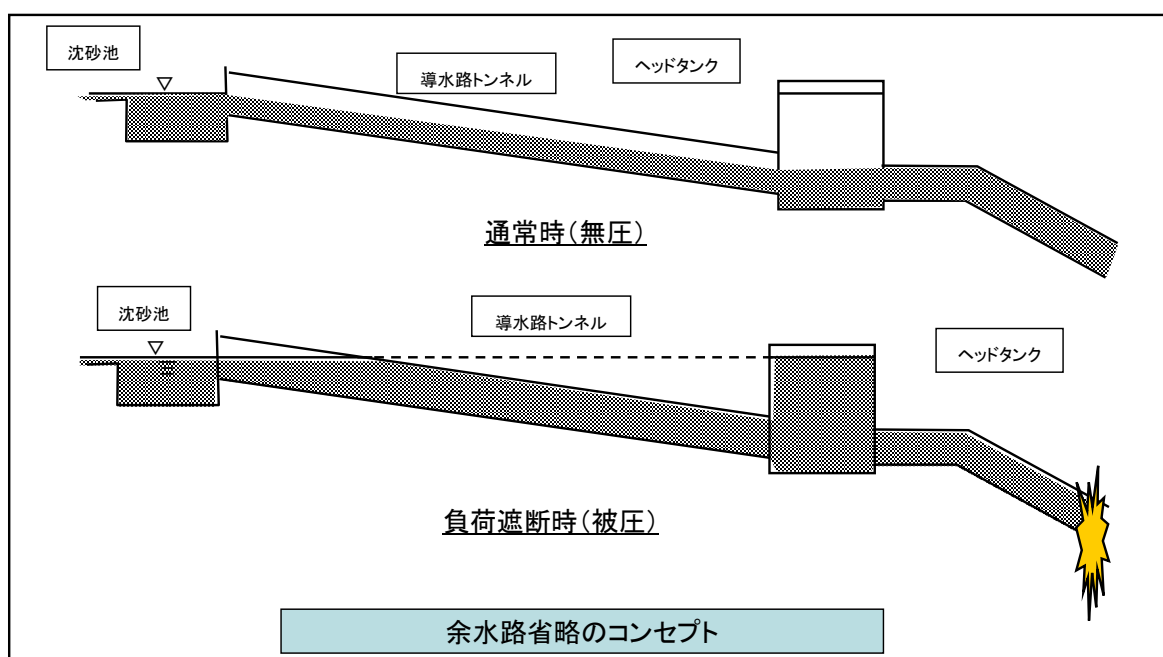 沈砂池
導水路トンネル
ヘッドタンク
通常時（無圧）
沈砂池
導水路トンネル
ヘッドタンク
負荷遮断時（被圧）
余水路省略のコンセプト